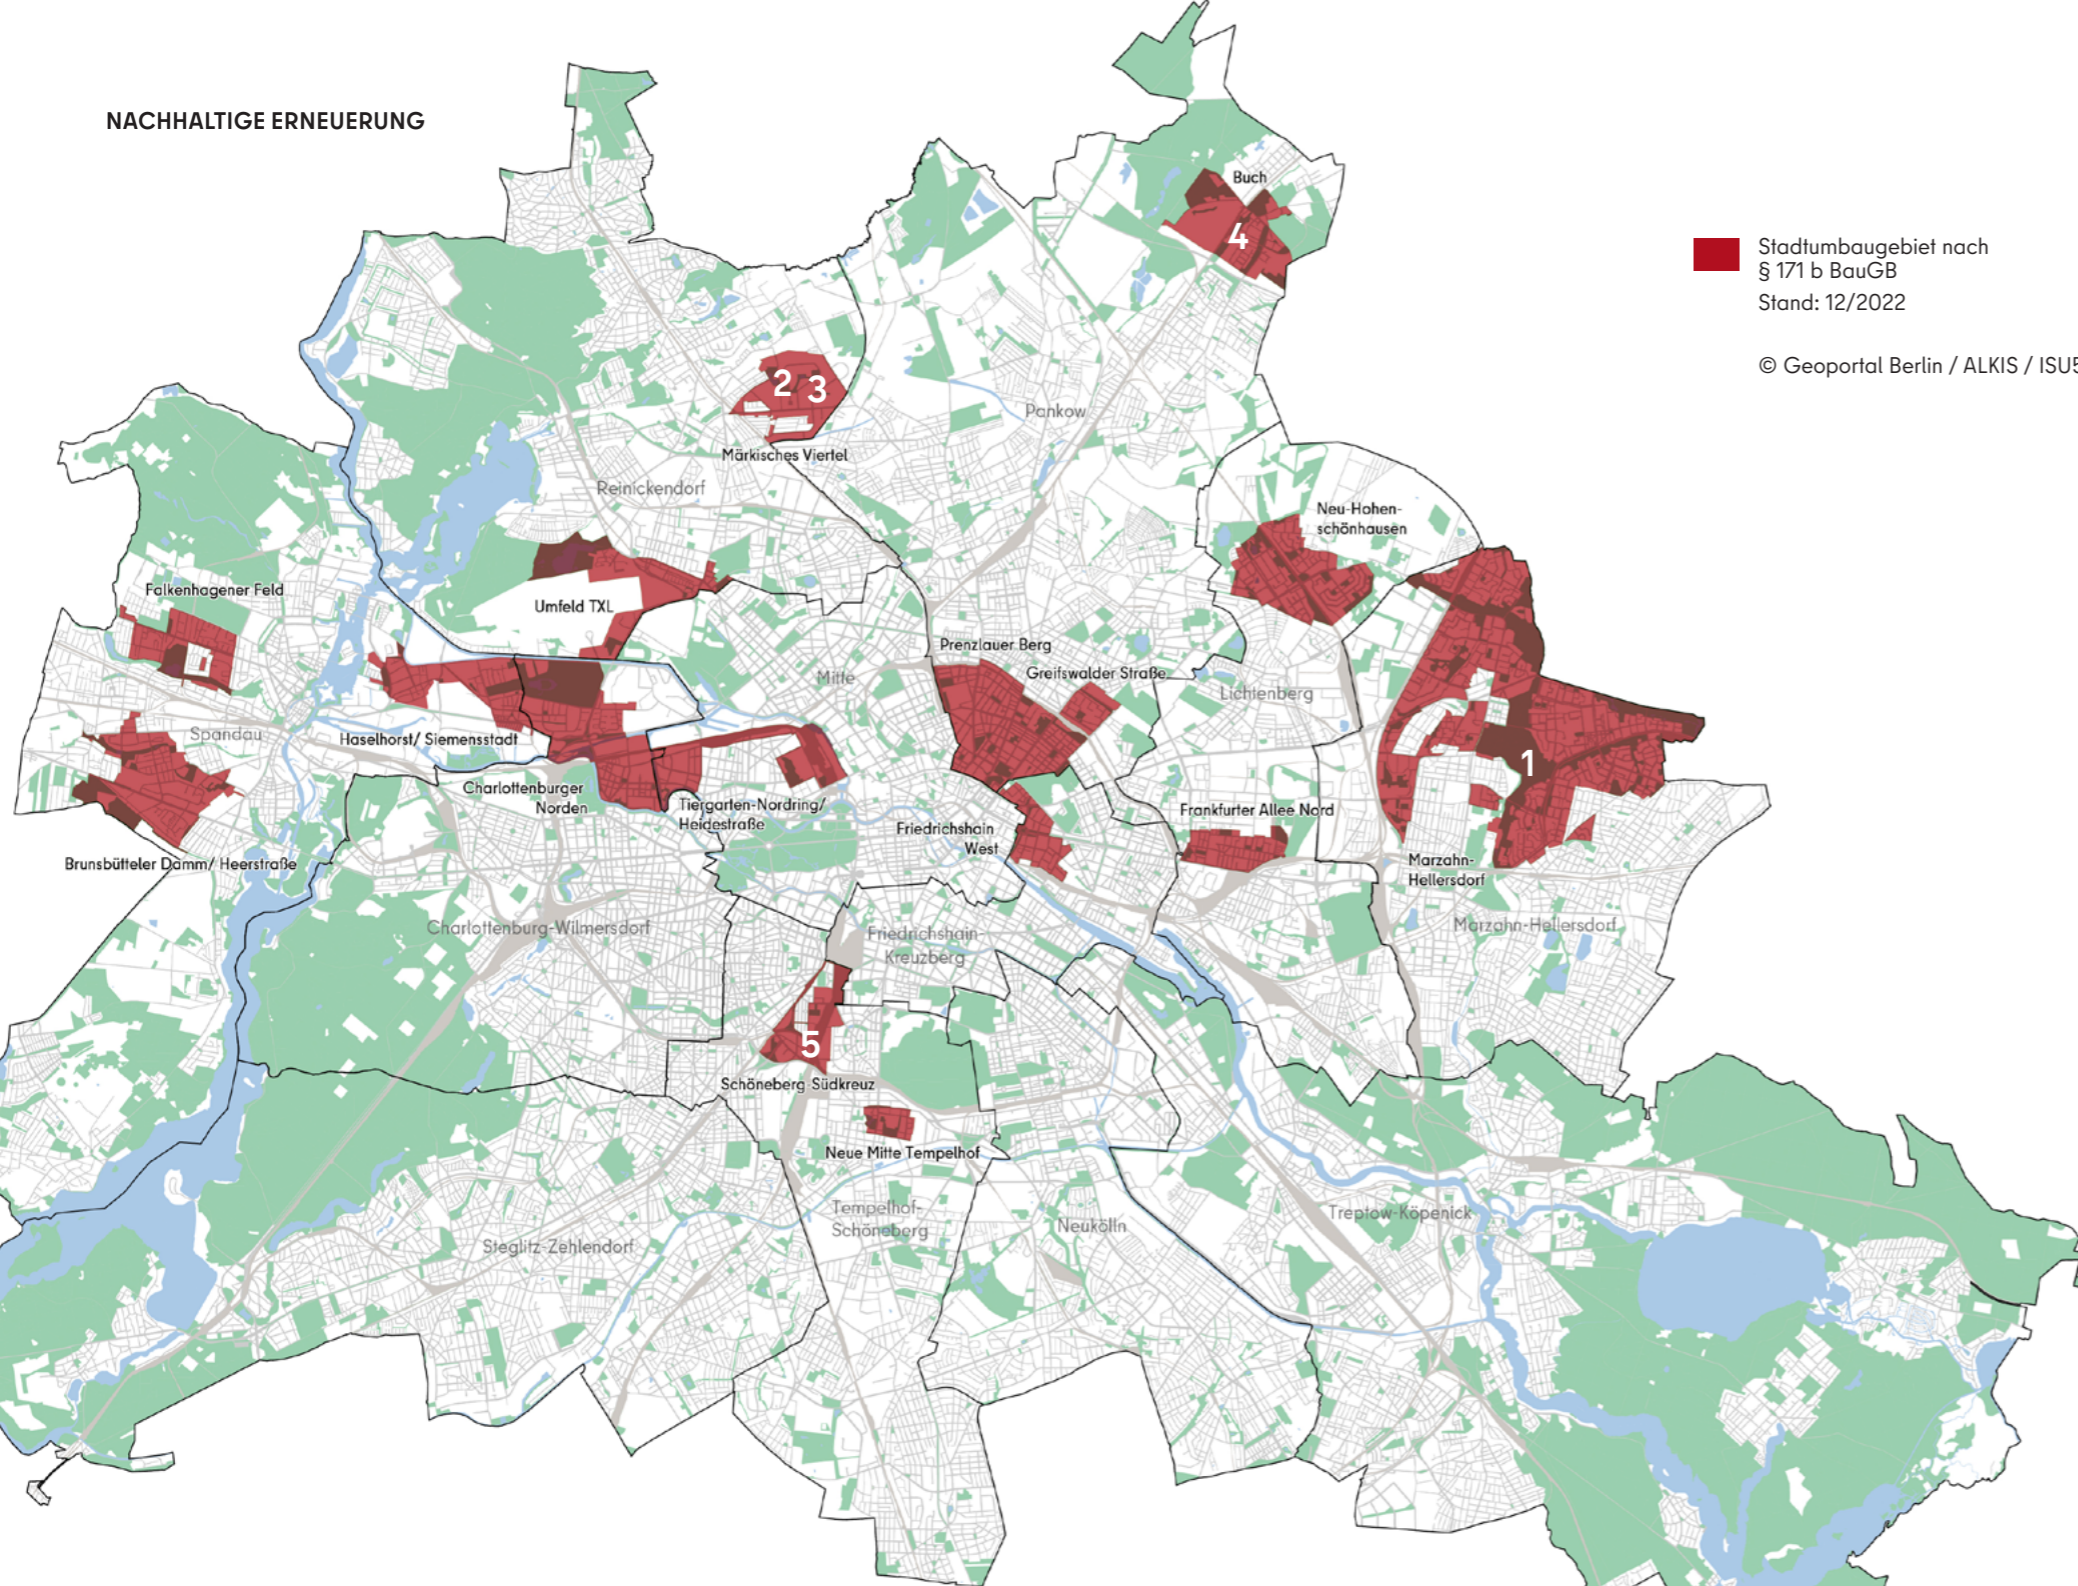 NACHHALTIGE ERNEUERUNG
Buch
4
Stadtumbaugebiet nach
§ 171 b BauGB
Stand: 12/2022
© Geoportal Berlin / ALKIS / ISU5
2 3
Märkisches Viertel
Pankow
Reinickendorf
Neu-Hohen-
schönhausen
Falkenhagener Feld
Umfeld TXL
Prenzlauer Berg
Greifswalder Straße
Mitte
Lichtenberg
Spandau
Haselhorst/ Siemensstadt
1
Charlottenburger
Norden
Tiergarten-Nordring/
Heidestraße
Frankfurter Allee Nord
Friedrichshain
West
Brunsbütteler Damm/ Heerstraße
Marzahn-
Hellersdorf
Charlottenburg-Wilmersdorf
Friedrichshain-
Kreuzberg
Marzahn-Hellersdorf
5
Schöneberg-Südkreuz
Neue Mitte Tempelhof
Tempelhof-
Schöneberg
Neukölln
Treptow-Köpenick
Steglitz-Zehlendorf